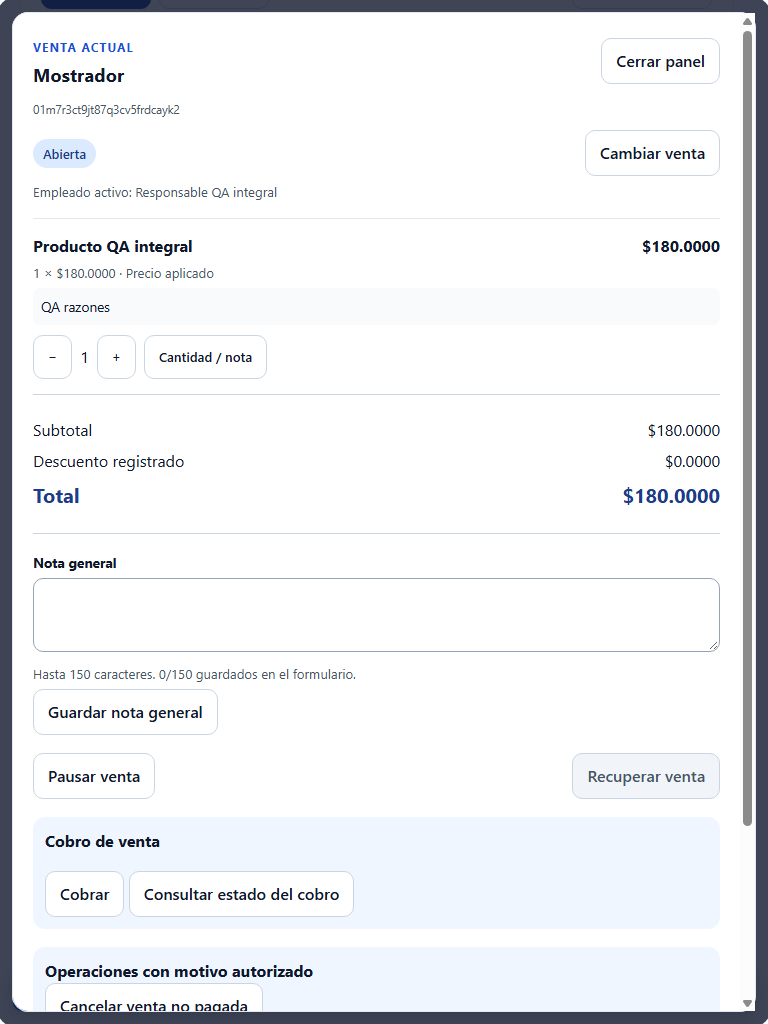 VENTA ACTUAL
Mostrador
Cerrar panel
01m7r3ct9jt87q3cv5frdcayk2
Abierta
Cambiar venta
Empleado activo: Responsable QA integral
Producto QA integral $180.0000
1 × $180.0000 · Precio aplicado
QA razones
− 1 + Cantidad / nota
Subtotal $180.0000
Descuento registrado $0.0000
Total $180.0000
Nota general
Hasta 150 caracteres. 0/150 guardados en el formulario.
Guardar nota general
Pausar venta Recuperar venta
Cobro de venta
Cobrar Consultar estado del cobro
Operaciones con motivo autorizado
Cancelar venta no pagada